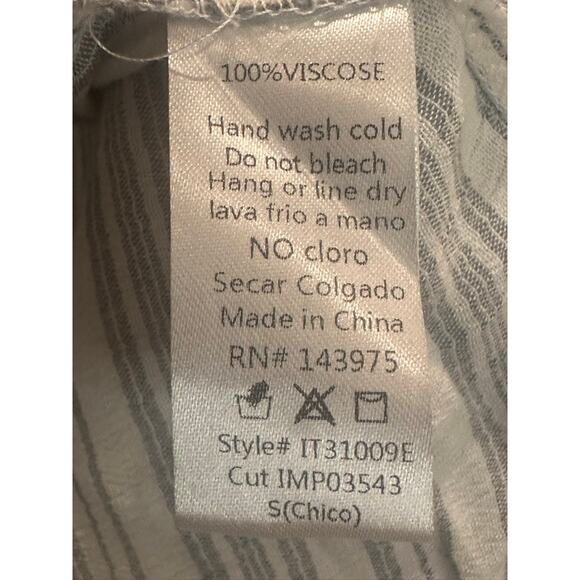 100%VISCOSE
Hand wash cold
Do not bleach
Hang or line dry
lava frio a mano
NO cloro
Secar Colgado
Made in China
RN# 143975
Style# IT31009E
Cut IMP03543
S(Chico)